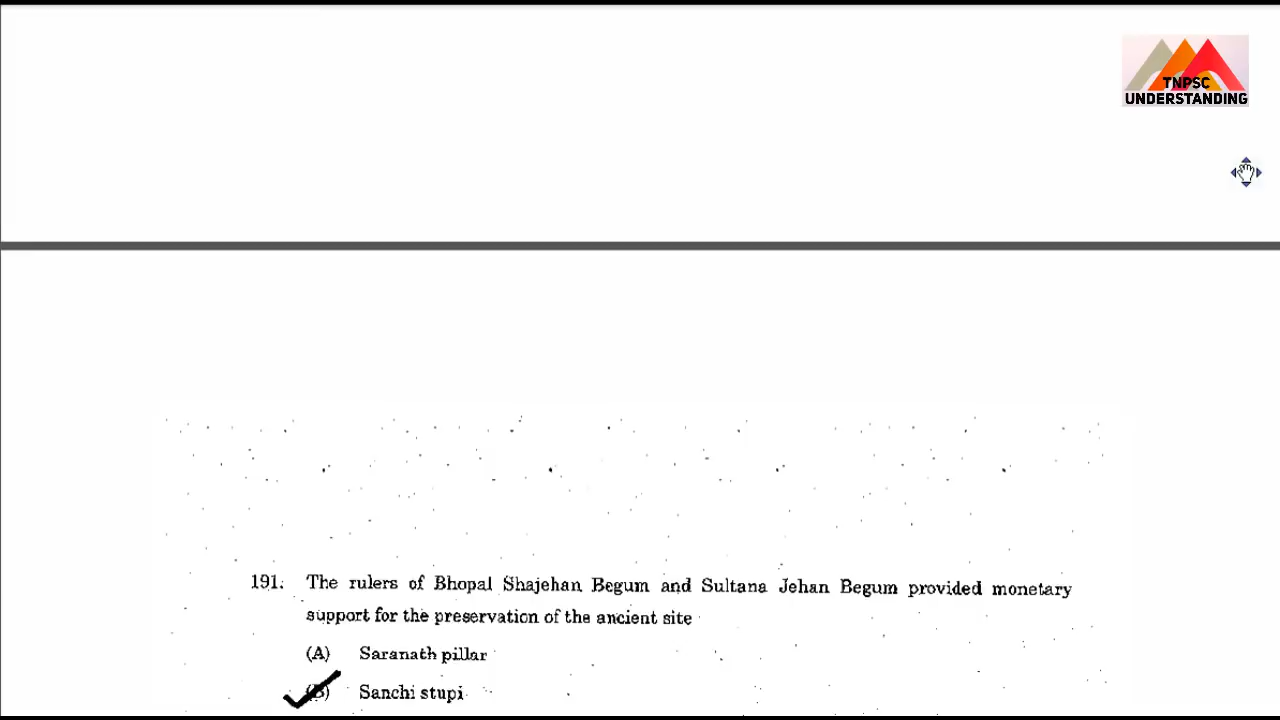 TNPSC
UNDERSTANDING
191. The rulers of Bhopal Shajehan Begum and Sultana Jehan Begum provided monetary
support for the preservation of the ancient site
(A) Saranath pillar
(B) Sanchi stupi